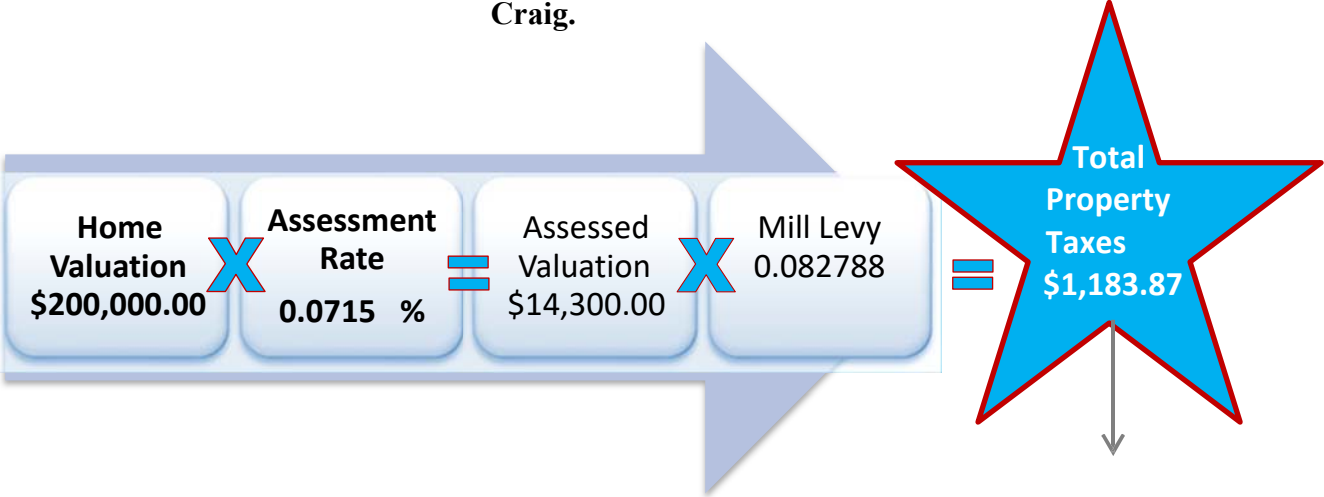 Craig.
Home
Valuation
$200,000.00
X
Assessment
Rate
0.0715 %
=
Assessed
Valuation
$14,300.00
X
Mill Levy
0.082788
=
Total
Property
Taxes
$1,183.87